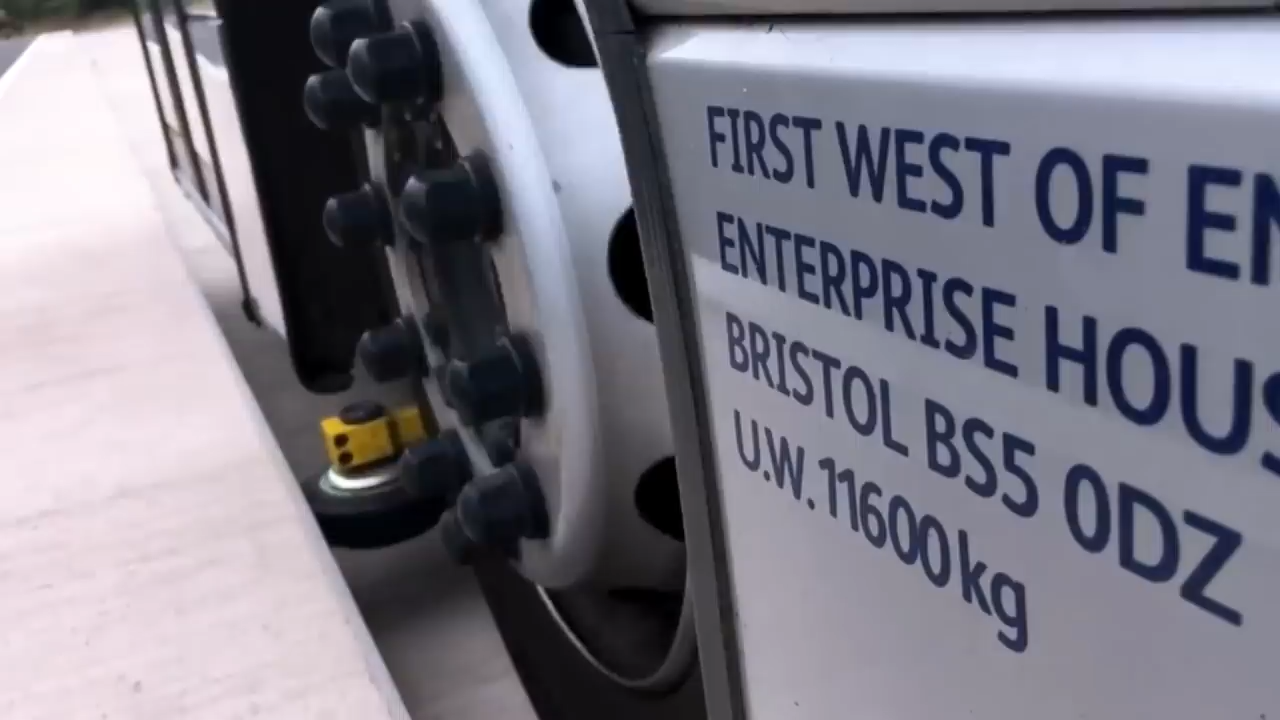 FIRST WEST OF EN
ENTERPRISE HOUS
BRISTOL BS5 0DZ
U.W. 11600kg